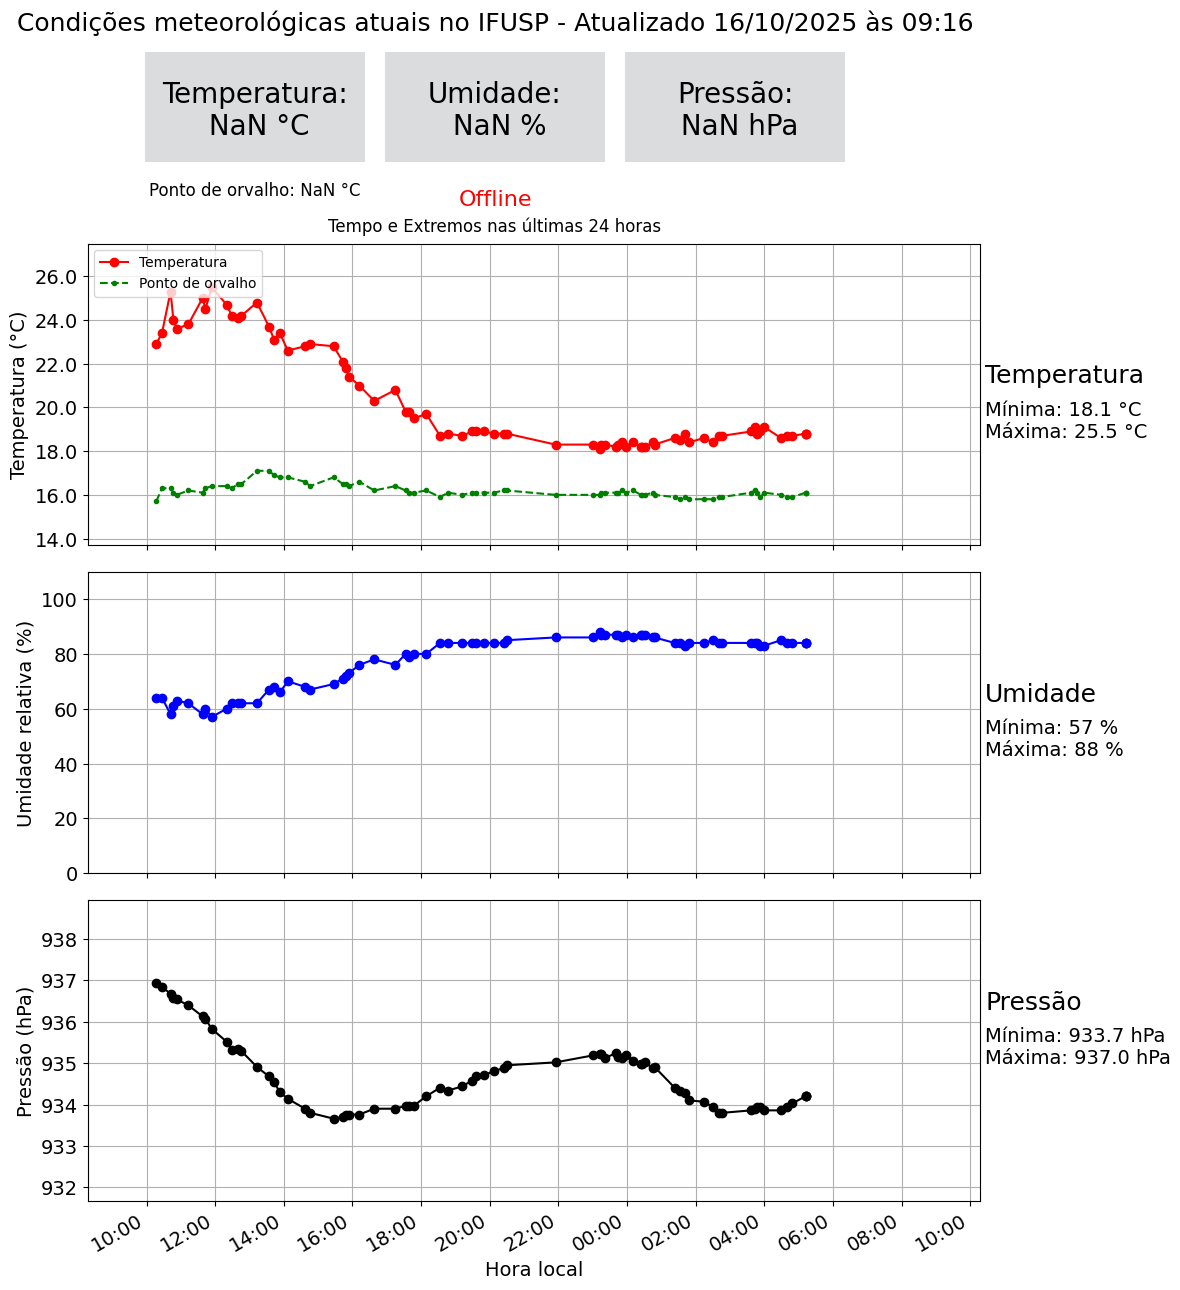 Condições meteorológicas atuais no IFUSP - Atualizado 16/10/2025 às 09:16
Temperatura:
NaN °C
Umidade:
NaN %
Pressão:
NaN hPa
Ponto de orvalho: NaN °C
Offline
Tempo e Extremos nas últimas 24 horas
Temperatura
Ponto de orvalho
Temperatura (°C)
26.0
24.0
22.0
20.0
18.0
16.0
14.0
Temperatura
Mínima: 18.1 °C
Máxima: 25.5 °C
Umidade relativa (%)
100
80
60
40
20
0
Umidade
Mínima: 57 %
Máxima: 88 %
Pressão (hPa)
938
937
936
935
934
933
932
Pressão
Mínima: 933.7 hPa
Máxima: 937.0 hPa
10:00 12:00 14:00 16:00 18:00 20:00 22:00 00:00 02:00 04:00 06:00 08:00 10:00
Hora local